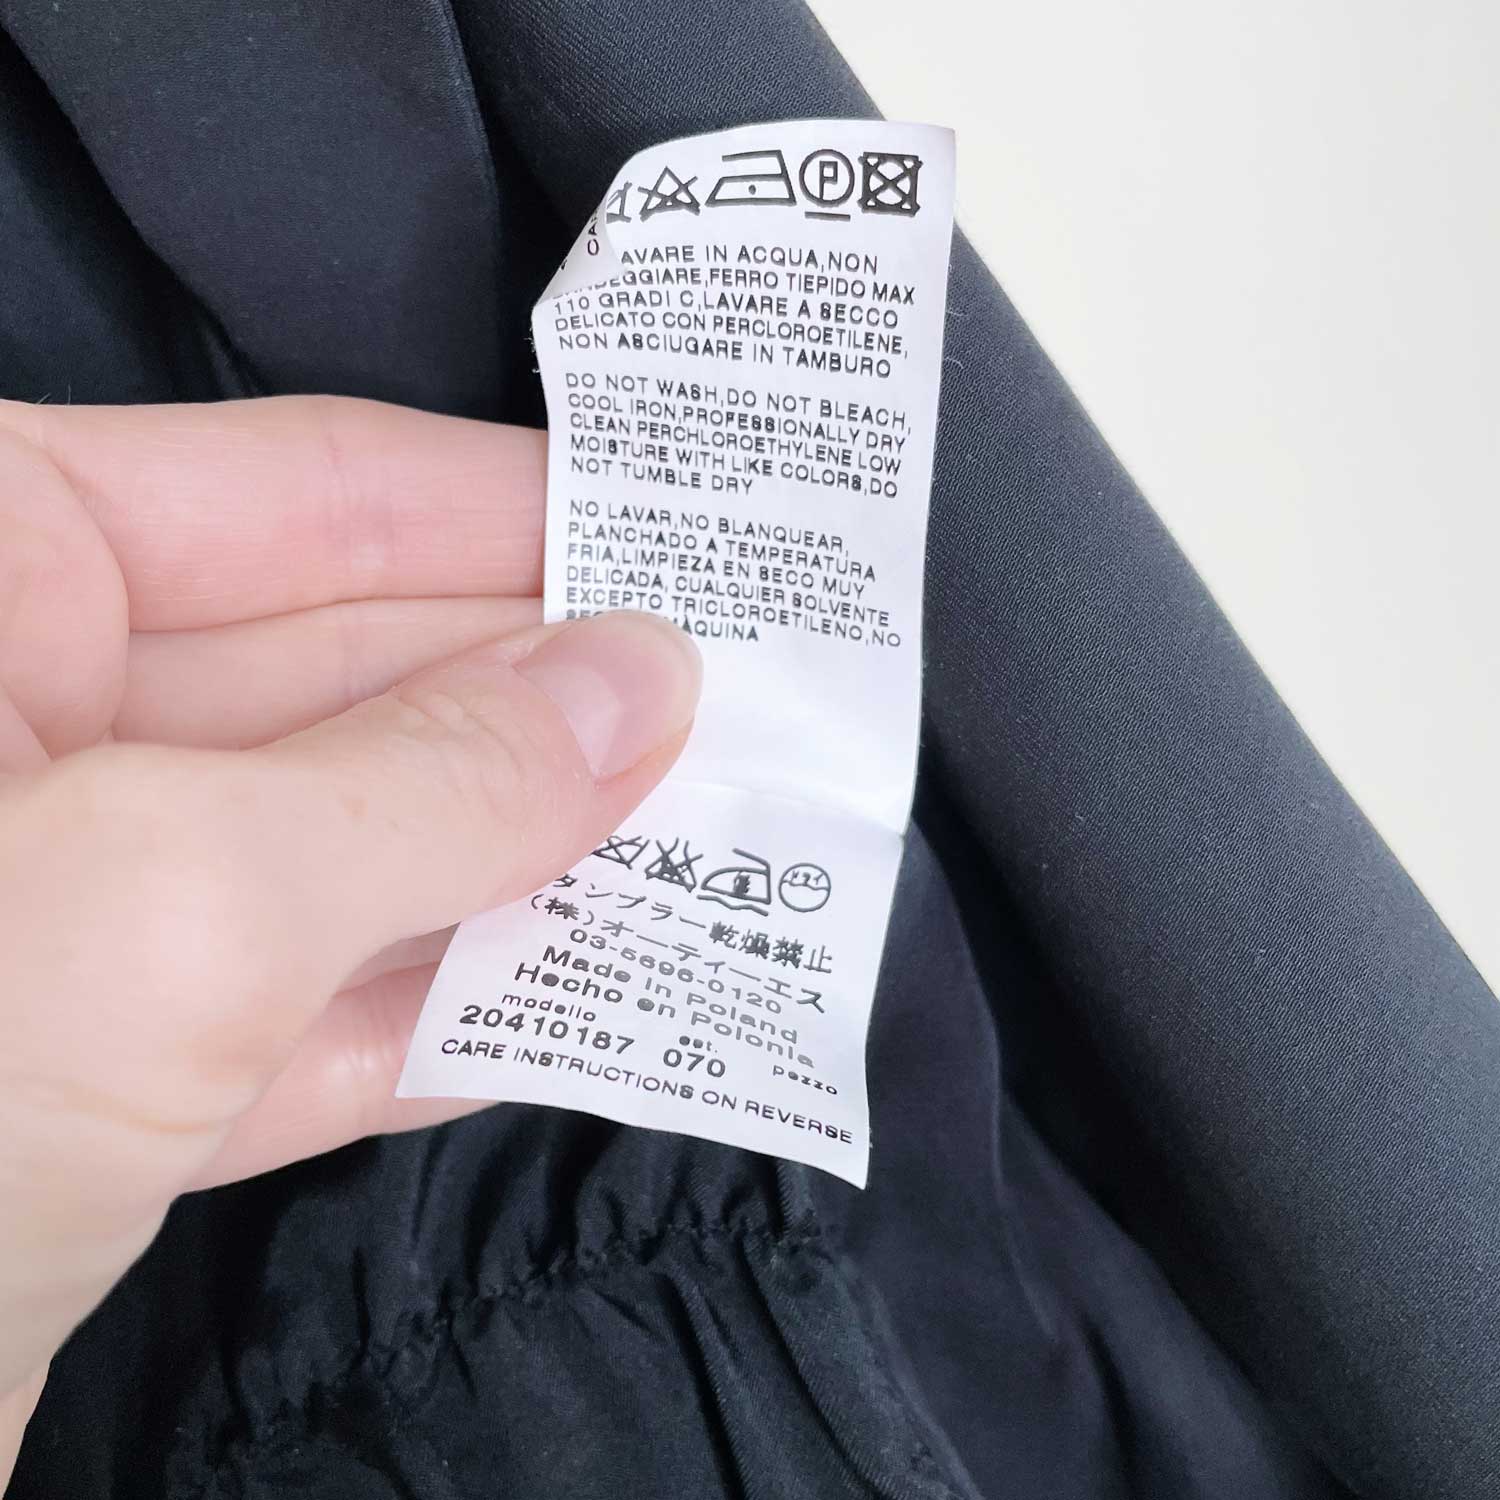 CA
P
AVARE IN ACQUA,NON
EGGIARE,FERRO TIEPIDO MAX
110 GRADI C,LAVARE A SECCO
DELICATO CON PERCLOROETILENE,
NON ASCIUGARE IN TAMBURO
DO NOT WASH,DO NOT BLEACH,
COOL IRON,PROFESSIONALLY DRY
CLEAN PERCHLOROETHYLENE LOW
MOISTURE WITH LIKE COLORS,DO
NOT TUMBLE DRY
NO LAVAR,NO BLANQUEAR,
PLANCHADO A TEMPERATURA
FRIA,LIMPIEZA EN SECO MUY
DELICADA, CUALQUIER SOLVENTE
EXCEPTO TRICLOROETILENO,NO
MÀQUINA
タンブラー乾燥禁止
(株)オーティーエス
03-5696-0120
Made in Poland
Hecho en Polonia
modello est. pezzo
20410187 070
CARE INSTRUCTIONS ON REVERSE